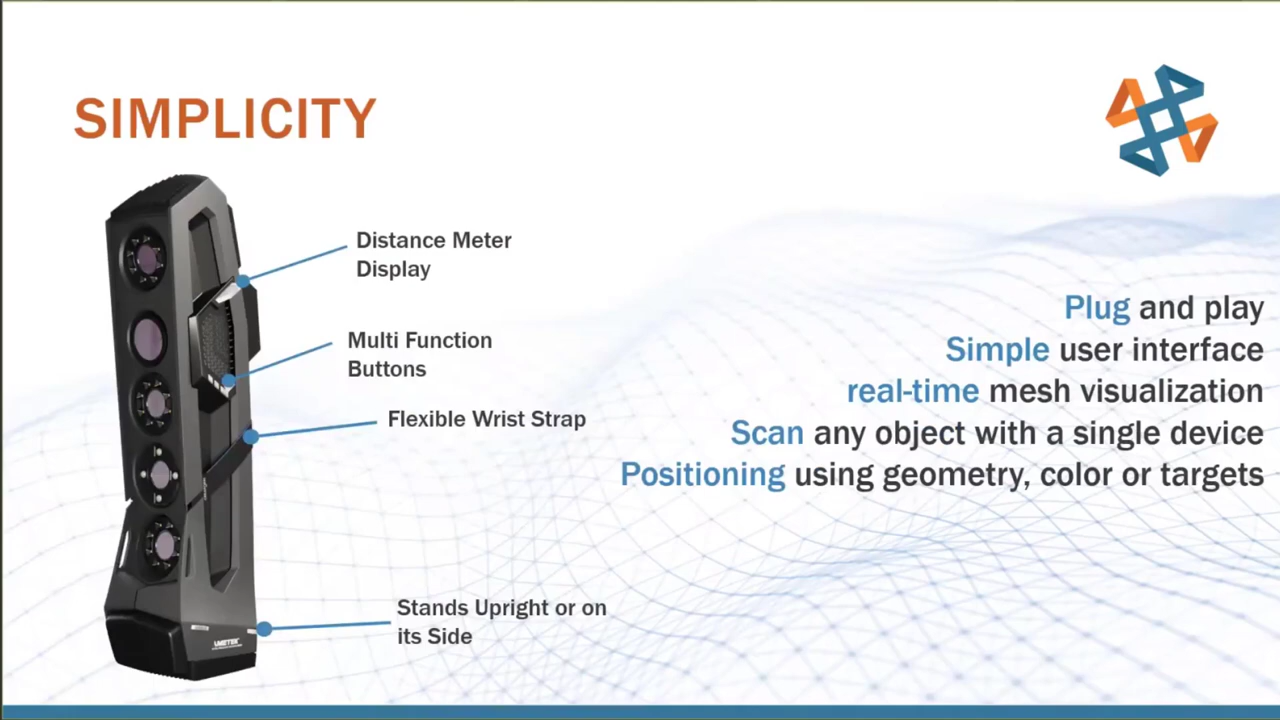 SIMPLICITY
Distance Meter
Display
Multi Function
Buttons
Flexible Wrist Strap
Stands Upright or on
its Side
Plug and play
Simple user interface
real-time mesh visualization
Scan any object with a single device
Positioning using geometry, color or targets
AMETEK